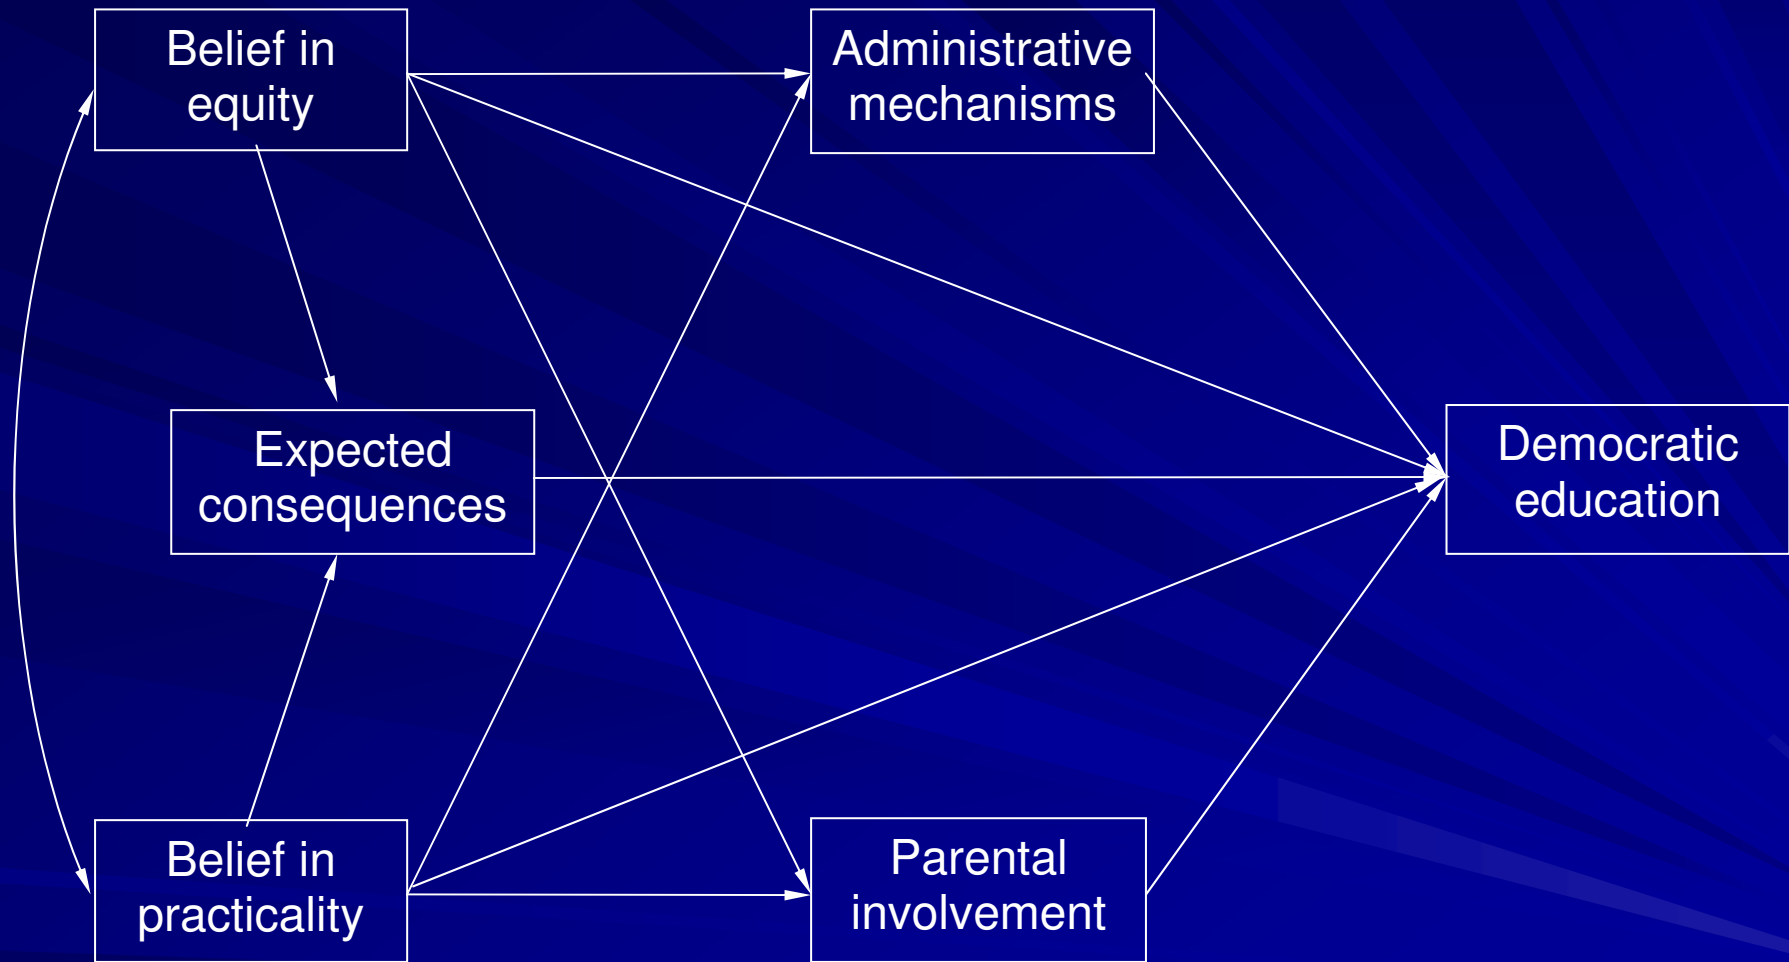 Belief in
equity
Administrative
mechanisms
Expected
consequences
Democratic
education
Belief in
practicality
Parental
involvement